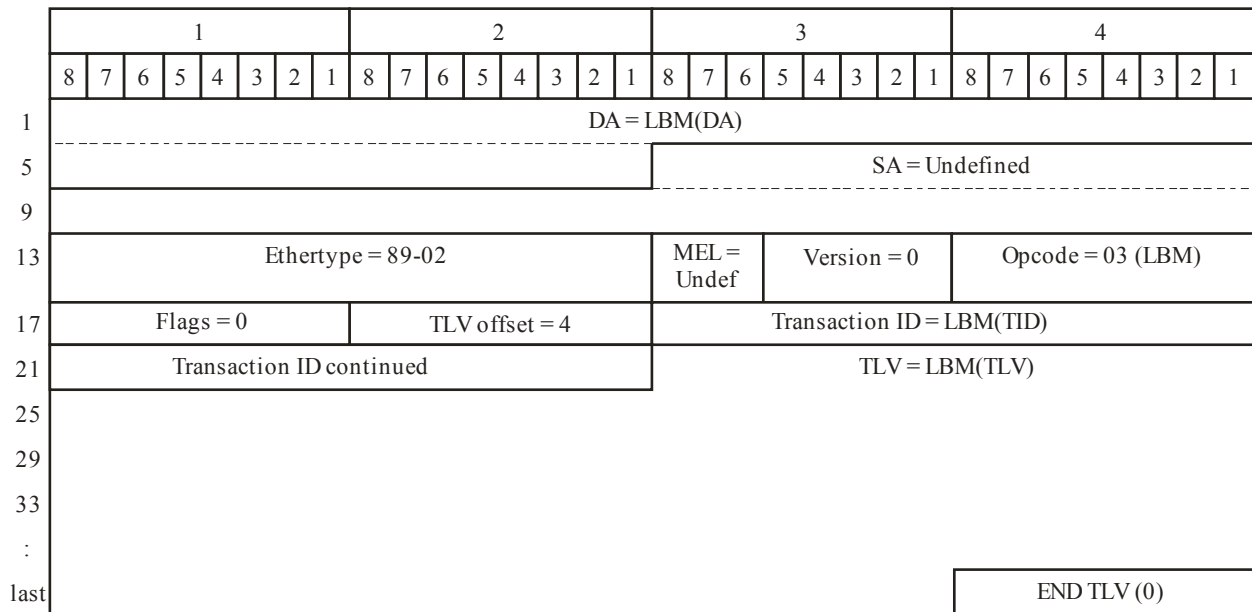 1 2 3 4
8 7 6 5 4 3 2 1 8 7 6 5 4 3 2 1 8 7 6 5 4 3 2 1 8 7 6 5 4 3 2 1
1 DA = LBM(DA)
5 SA = Undefined
9
13 Ethertype = 89-02 MEL = Undef Version = 0 Opcode = 03 (LBM)
17 Flags = 0 TLV offset = 4 Transaction ID = LBM(TID)
21 Transaction ID continued TLV = LBM(TLV)
25
29
33
:
last END TLV (0)